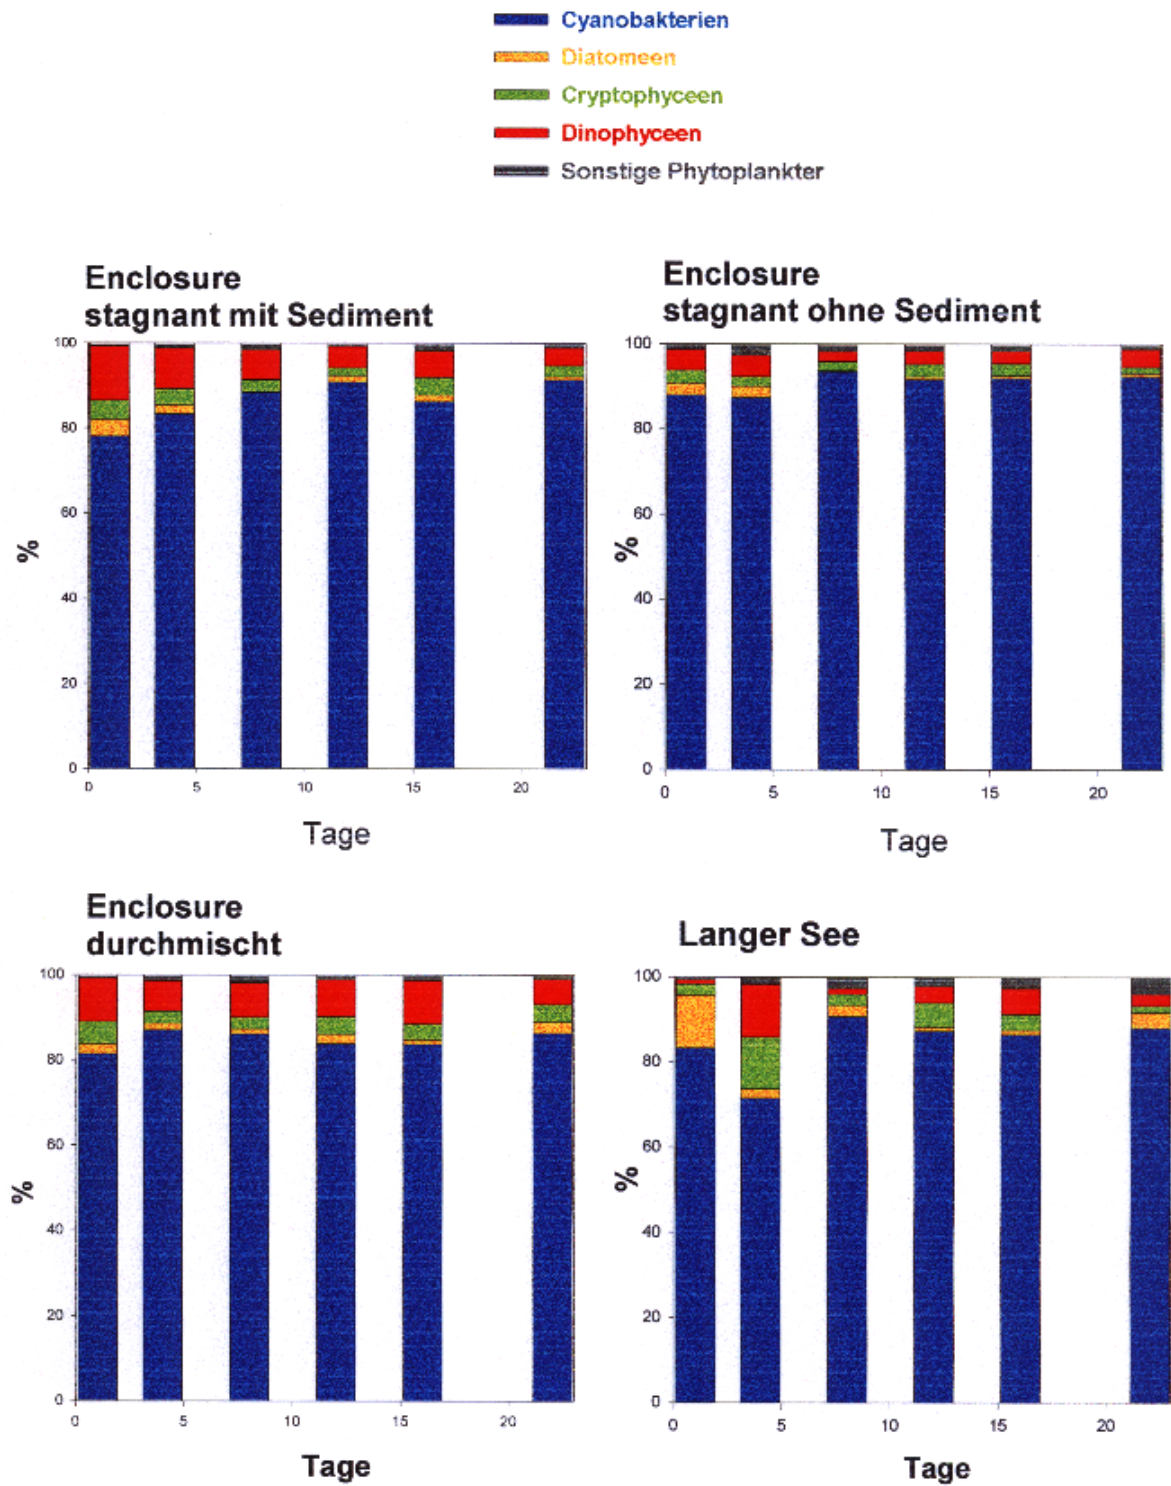 Cyanobakterien
Diatomeen
Cryptophyceen
Dinophyceen
Sonstige Phytoplankter
Enclosure
stagnant mit Sediment
100
80
60
40
20
0
%
0 5 10 15 20
Tage
Enclosure
stagnant ohne Sediment
100
80
60
40
20
0
%
0 5 10 15 20
Tage
Enclosure
durchmischt
100
80
60
40
20
0
%
0 5 10 15 20
Tage
Langer See
100
80
60
40
20
0
%
0 5 10 15 20
Tage